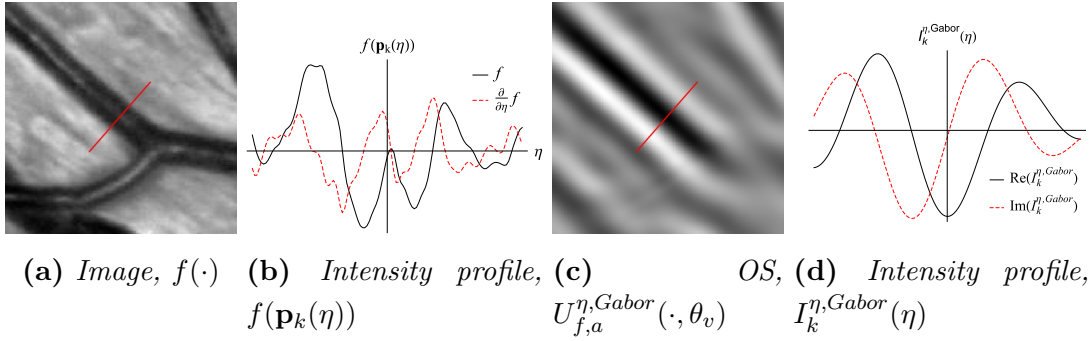 f(p_k(η))
f
∂/∂η f
η
I_k^{η,Gabor}(η)
Re(I_k^{η,Gabor})
Im(I_k^{η,Gabor})
(a) Image, f(·)
(b) Intensity profile,
f(p_k(η))
(c) OS,
U_{f,a}^{η,Gabor}(·, θ_v)
(d) Intensity profile,
I_k^{η,Gabor}(η)